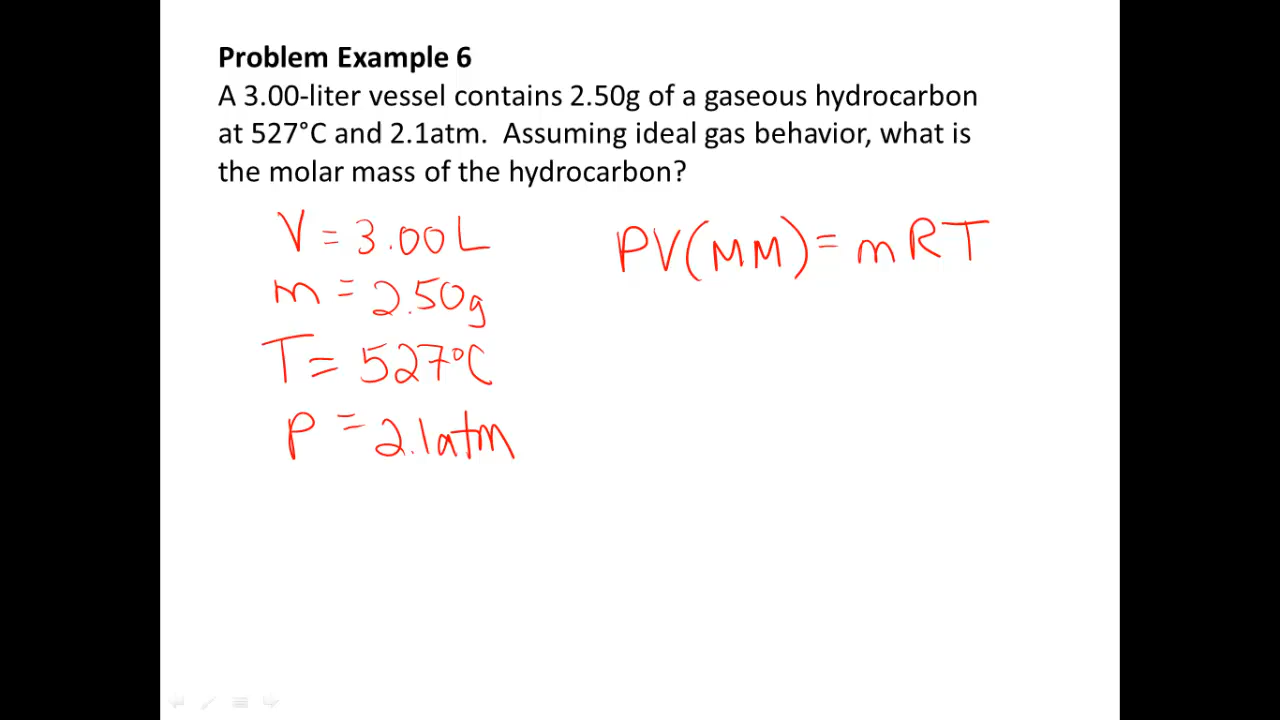 Problem Example 6
A 3.00-liter vessel contains 2.50g of a gaseous hydrocarbon
at 527°C and 2.1atm.  Assuming ideal gas behavior, what is
the molar mass of the hydrocarbon?
V = 3.00L
PV(MM) = mRT
m = 2.50g
T = 527°C
P = 2.1atm